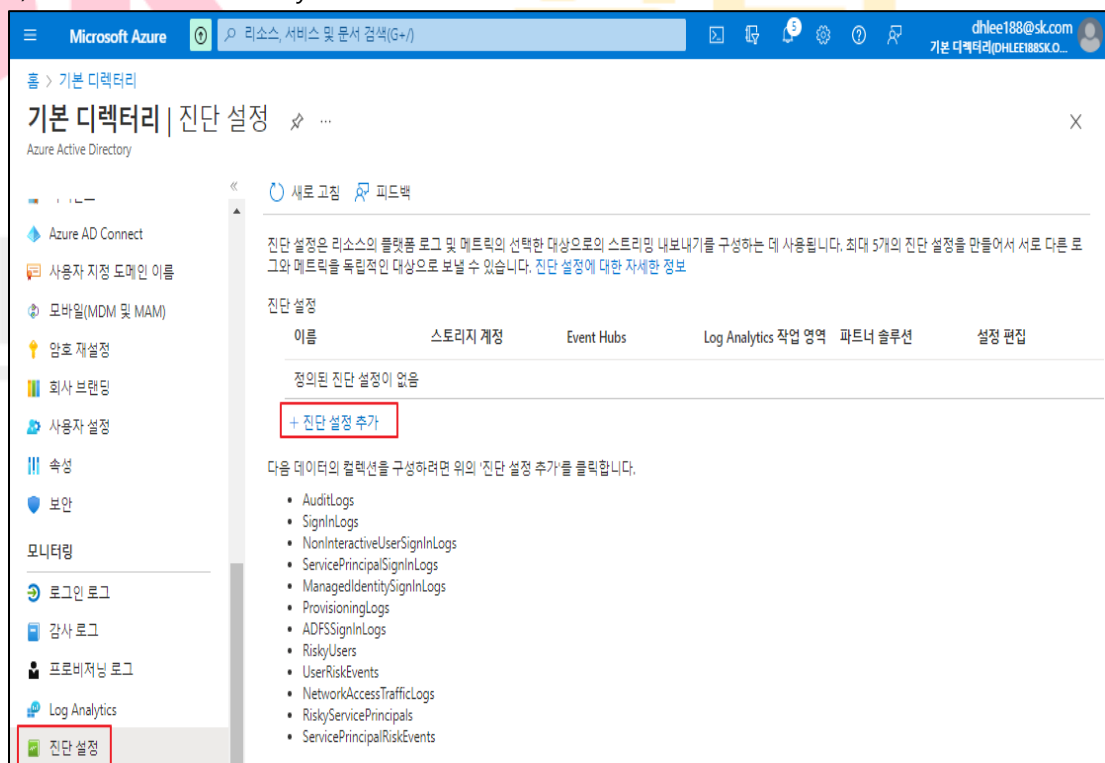 Microsoft Azure
리소스, 서비스 및 문서 검색(G+/)
5
dhlee188@sk.com
기본 디렉터리(DHLEE188SK.O...
홈 > 기본 디렉터리
기본 디렉터리 | 진단 설정
Azure Active Directory
새로 고침
피드백
Azure AD Connect
사용자 지정 도메인 이름
모바일(MDM 및 MAM)
암호 재설정
회사 브랜딩
사용자 설정
속성
보안
모니터링
로그인 로그
감사 로그
프로비저닝 로그
Log Analytics
진단 설정
진단 설정은 리소스의 플랫폼 로그 및 메트릭의 선택한 대상으로의 스트리밍 내보내기를 구성하는 데 사용됩니다. 최대 5개의 진단 설정을 만들어서 서로 다른 로
그와 메트릭을 독립적인 대상으로 보낼 수 있습니다. 진단 설정에 대한 자세한 정보
진단 설정
이름 스토리지 계정 Event Hubs Log Analytics 작업 영역 파트너 솔루션 설정 편집
정의된 진단 설정이 없음
+ 진단 설정 추가
다음 데이터의 컬렉션을 구성하려면 위의 '진단 설정 추가'를 클릭합니다.
• AuditLogs
• SignInLogs
• NonInteractiveUserSignInLogs
• ServicePrincipalSignInLogs
• ManagedIdentitySignInLogs
• ProvisioningLogs
• ADFSSignInLogs
• RiskyUsers
• UserRiskEvents
• NetworkAccessTrafficLogs
• RiskyServicePrincipals
• ServicePrincipalRiskEvents